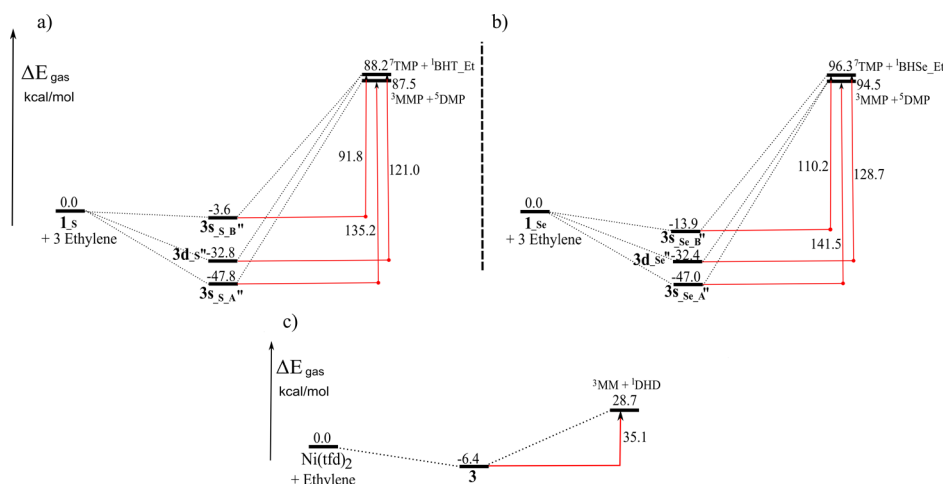 a)
ΔE gas
kcal/mol
88.2 ⁷TMP + ¹BHT_Et
87.5
³MMP + ⁵DMP
91.8
121.0
135.2
0.0
1_S
+ 3 Ethylene
-3.6
3s_S_B"
3d_S"
-32.8
-47.8
3s_S_A"
b)
96.3 ⁷TMP + ¹BHSe_Et
94.5
³MMP + ⁵DMP
110.2
128.7
141.5
0.0
1_Se
+ 3 Ethylene
-13.9
3s_Se_B"
3d_Se"
-32.4
-47.0
3s_Se_A"
c)
ΔE gas
kcal/mol
³MM + ¹DHD
28.7
35.1
0.0
Ni(tfd)₂
+ Ethylene
-6.4
3